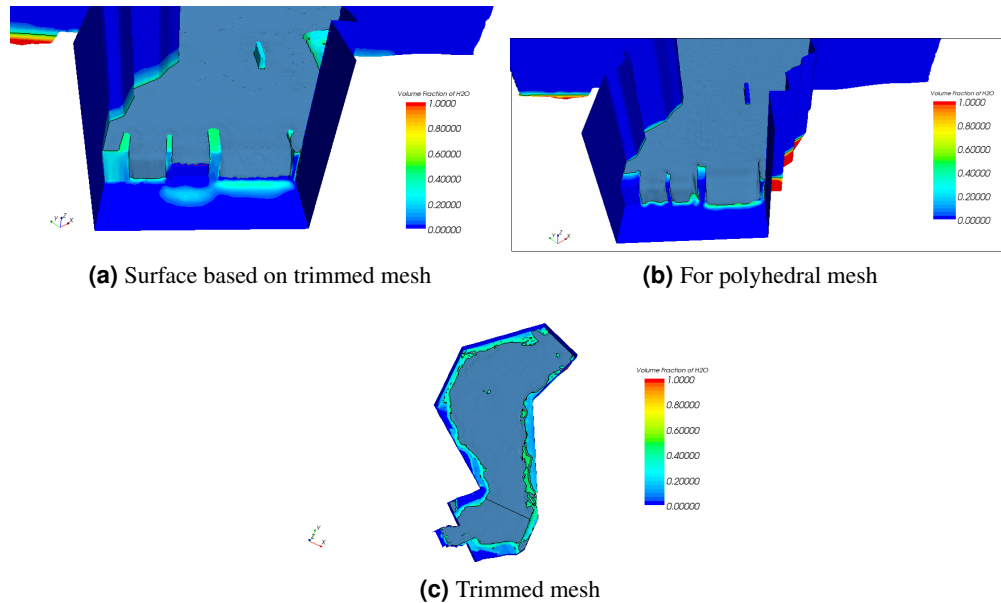 Volume Fraction of H2O
1.0000
0.80000
0.60000
0.40000
0.20000
0.00000
Y Z X
(a) Surface based on trimmed mesh
Volume Fraction of H2O
1.0000
0.80000
0.60000
0.40000
0.20000
0.00000
Y Z X
(b) For polyhedral mesh
Volume Fraction of H2O
1.0000
0.80000
0.60000
0.40000
0.20000
0.00000
Y
Z
X
(c) Trimmed mesh